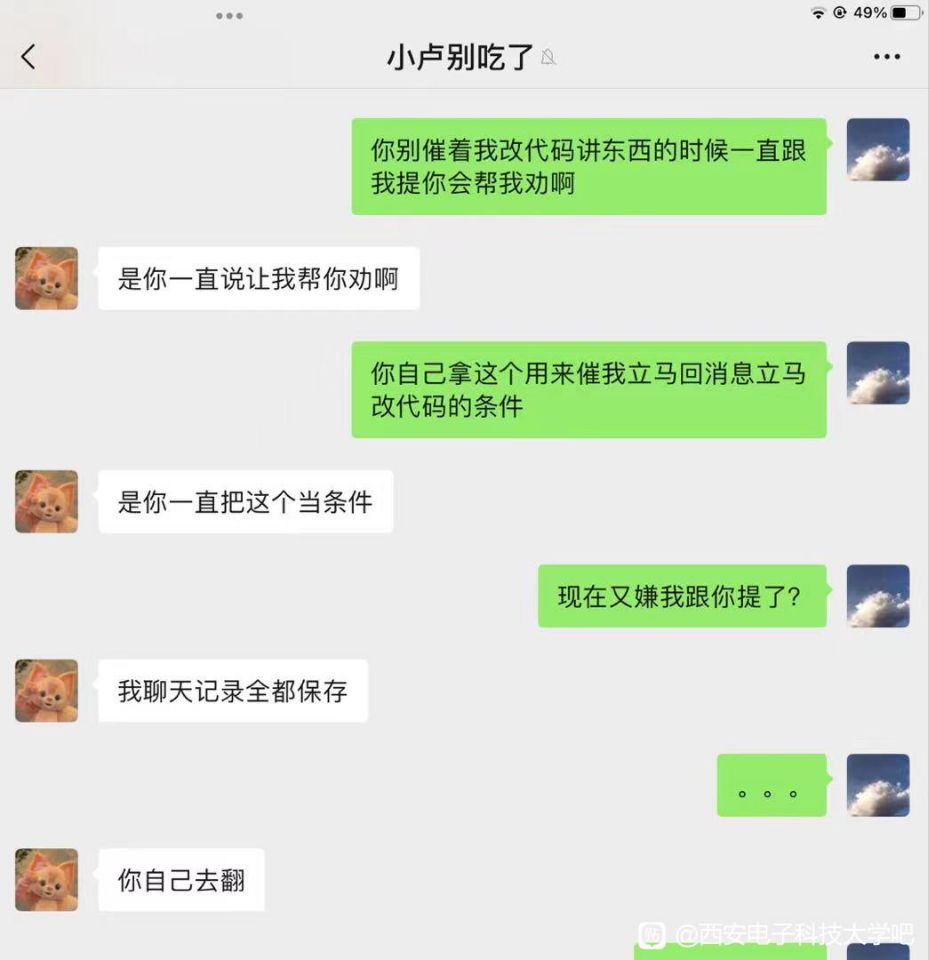 49%
小卢别吃了
你别催着我改代码讲东西的时候一直跟
我提你会帮我劝啊
是你一直说让我帮你劝啊
你自己拿这个用来催我立马回消息立马
改代码的条件
是你一直把这个当条件
现在又嫌我跟你提了?
我聊天记录全都保存
。。。
你自己去翻
贴 @西安电子科技大学吧